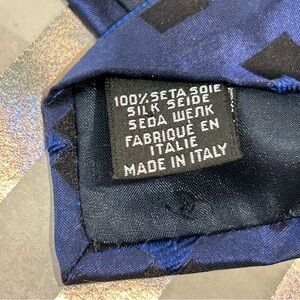 100% SETA SOIE
SILK SEIDE
SEDA ШЕЛК
FABRIQUÉ EN
ITALIE
MADE IN ITALY